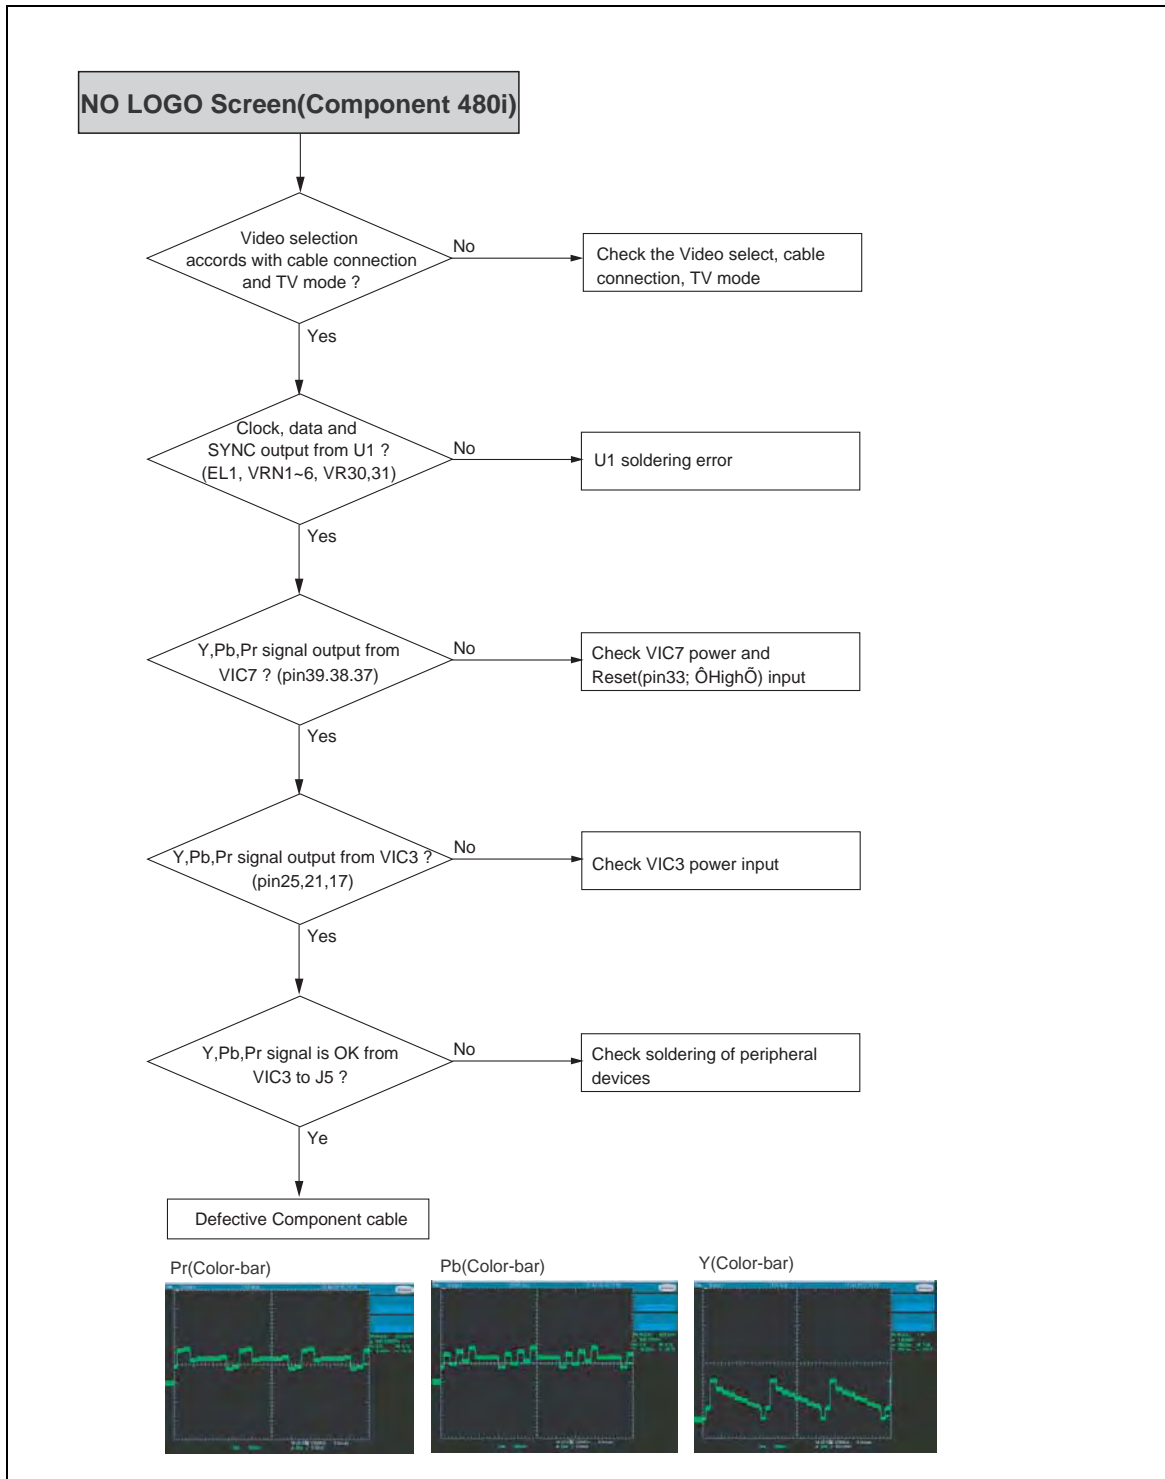 NO LOGO Screen(Component 480i)
Video selection
accords with cable connection
and TV mode ?
No
Check the Video select, cable
connection, TV mode
Yes
Clock, data and
SYNC output from U1 ?
(EL1, VRN1~6, VR30,31)
No
U1 soldering error
Yes
Y,Pb,Pr signal output from
VIC7 ? (pin39.38.37)
No
Check VIC7 power and
Reset(pin33; ÔHighÕ) input
Yes
Y,Pb,Pr signal output from VIC3 ?
(pin25,21,17)
No
Check VIC3 power input
Yes
Y,Pb,Pr signal is OK from
VIC3 to J5 ?
No
Check soldering of peripheral
devices
Ye
Defective Component cable
Pr(Color-bar)
Pb(Color-bar)
Y(Color-bar)